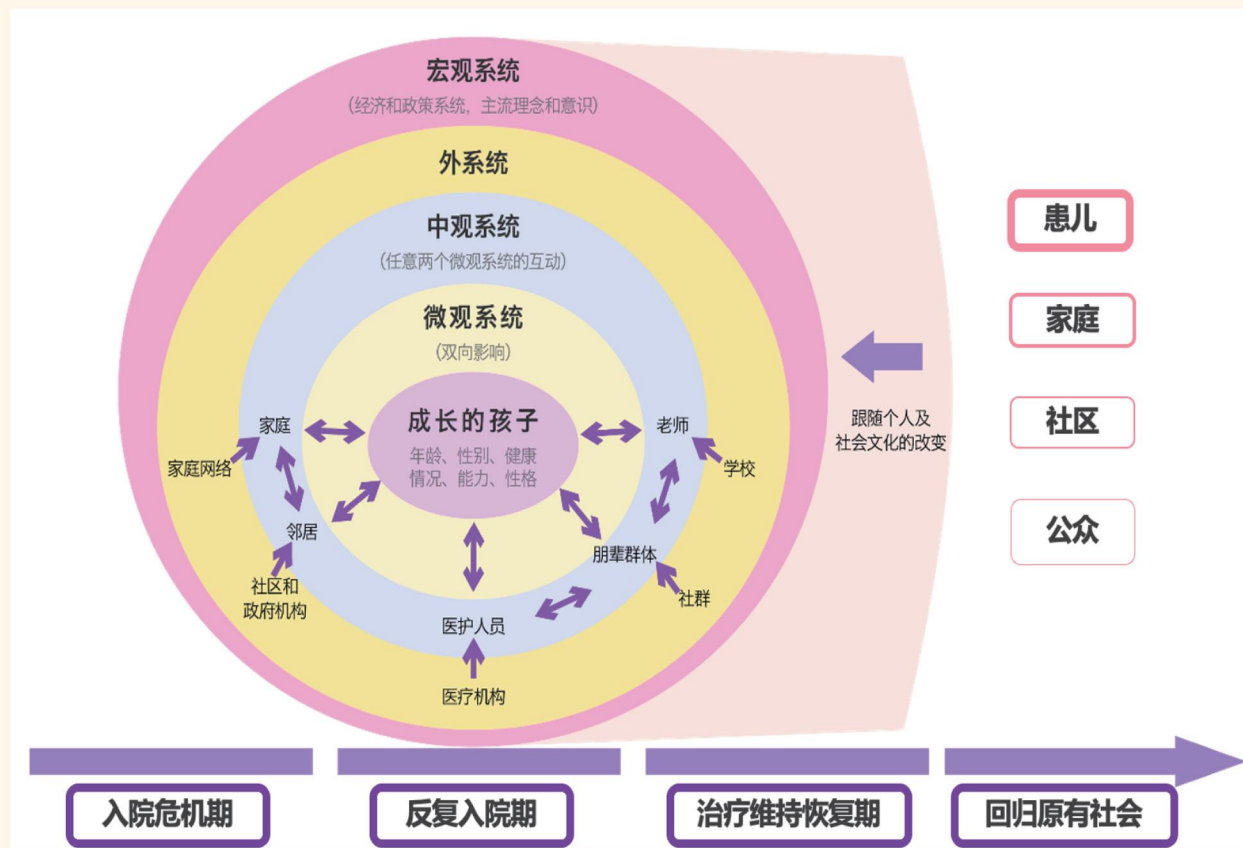 宏观系统
（经济和政策系统，主流理念和意识）
外系统
中观系统
（任意两个微观系统的互动）
微观系统
（双向影响）
成长的孩子
年龄、性别、健康
情况、能力、性格
家庭
老师
家庭网络
学校
邻居
朋辈群体
社区和
政府机构
社群
医护人员
医疗机构
跟随个人及
社会文化的改变
患儿
家庭
社区
公众
入院危机期
反复入院期
治疗维持恢复期
回归原有社会